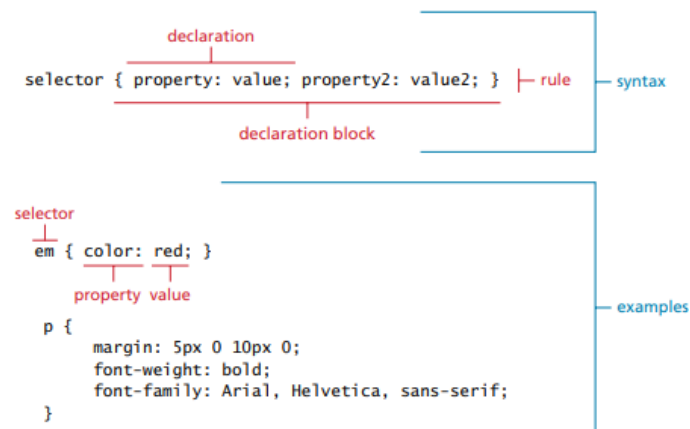 declaration
selector { property: value; property2: value2; }
rule
syntax
declaration block
selector
em { color: red; }
property value
examples
p {
margin: 5px 0 10px 0;
font-weight: bold;
font-family: Arial, Helvetica, sans-serif;
}